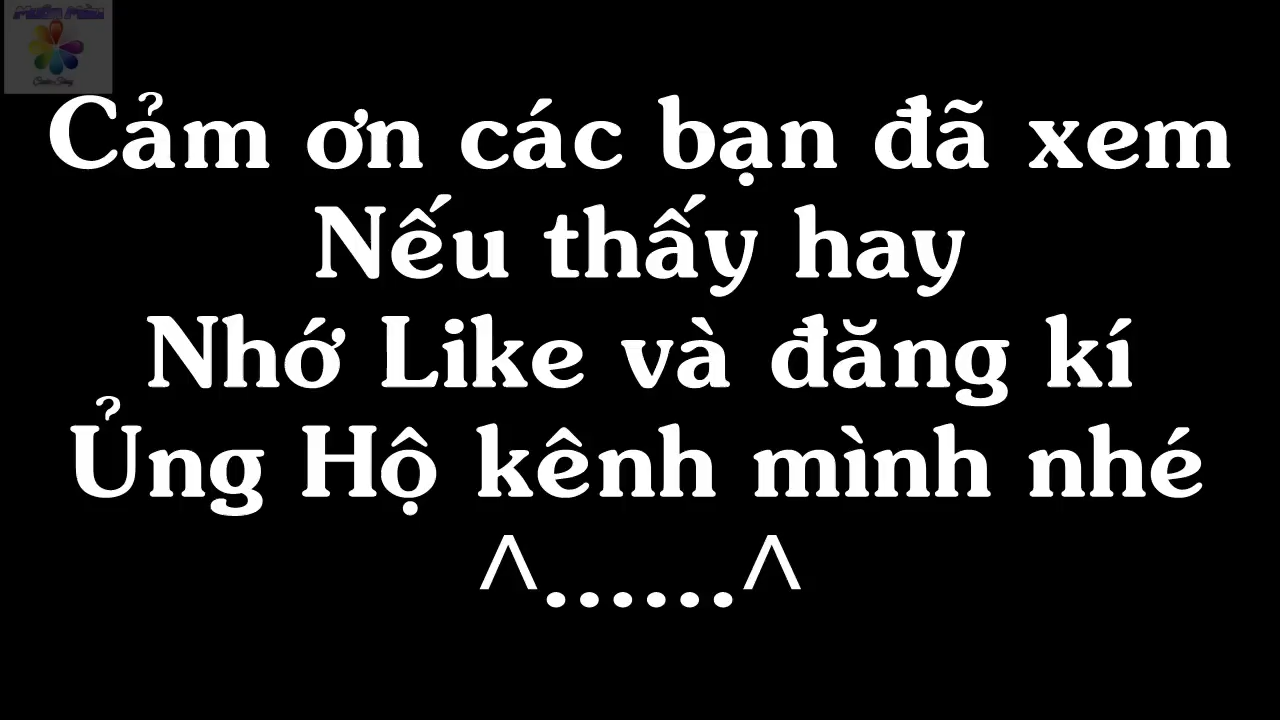 Cảm ơn các bạn đã xem
Nếu thấy hay
Nhớ Like và đăng kí
Ủng Hộ kênh mình nhé
^......^